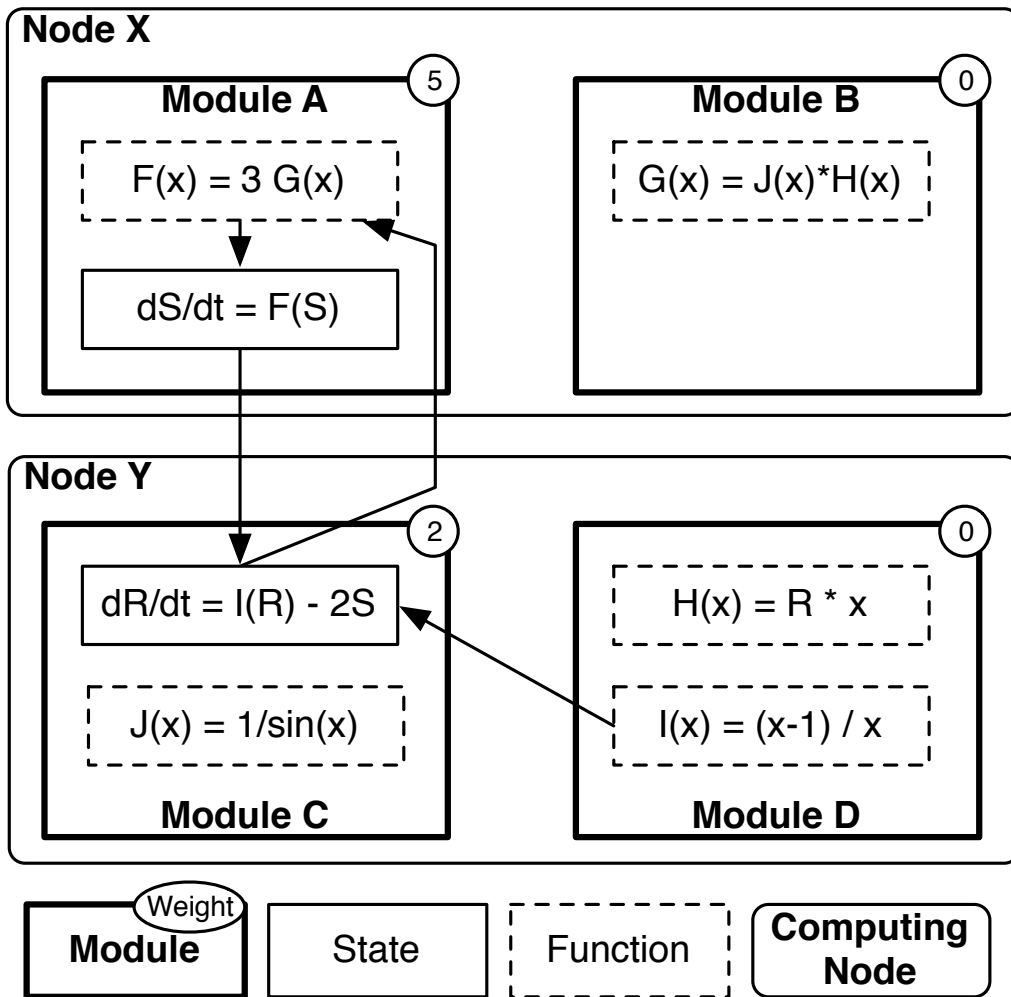 Node X
5
Module A
F(x) = 3 G(x)
dS/dt = F(S)
0
Module B
G(x) = J(x)*H(x)
Node Y
2
dR/dt = I(R) - 2S
J(x) = 1/sin(x)
Module C
0
H(x) = R * x
I(x) = (x-1) / x
Module D
Weight
Module
State
Function
Computing
Node